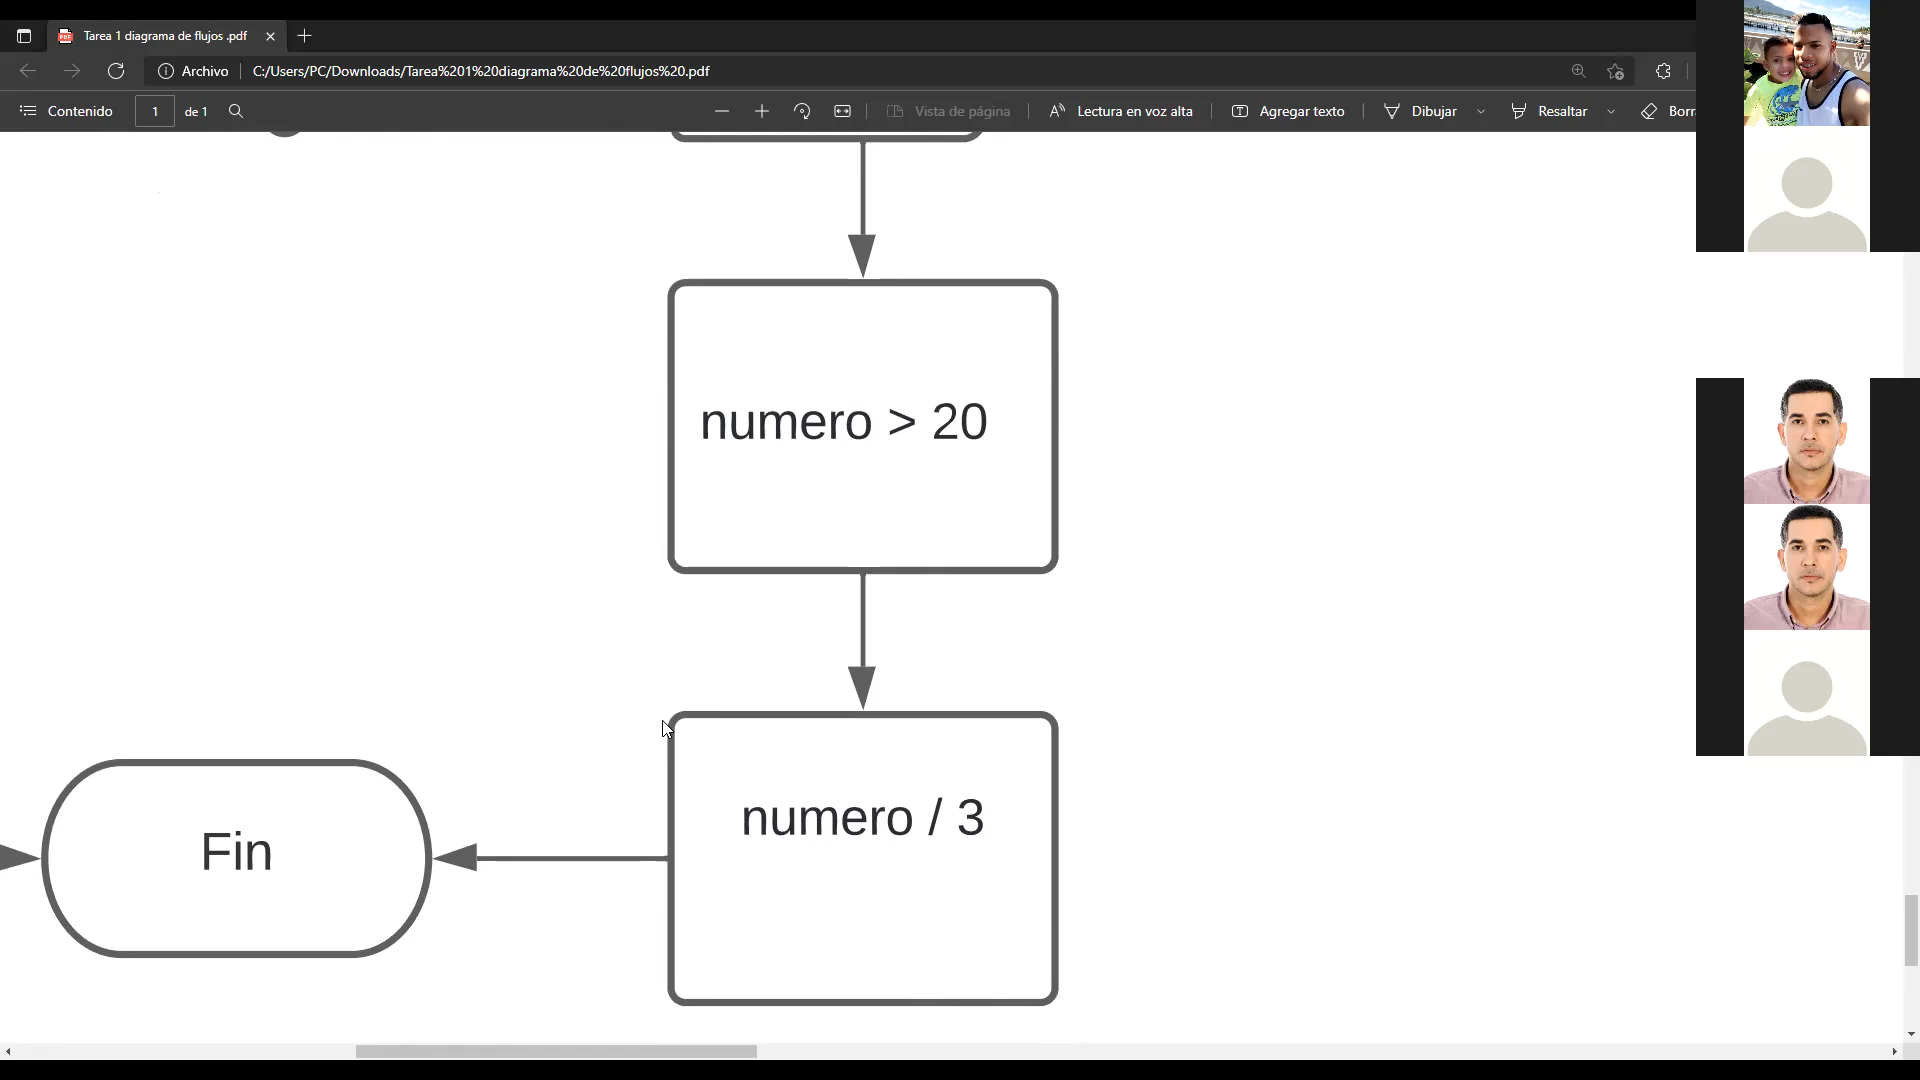 Tarea 1 diagrama de flujos .pdf
Archivo C:/Users/PC/Downloads/Tarea%201%20diagrama%20de%20flujos%20.pdf
Contenido 1 de 1 Vista de página Lectura en voz alta Agregar texto Dibujar Resaltar Borr
numero > 20
numero / 3
Fin